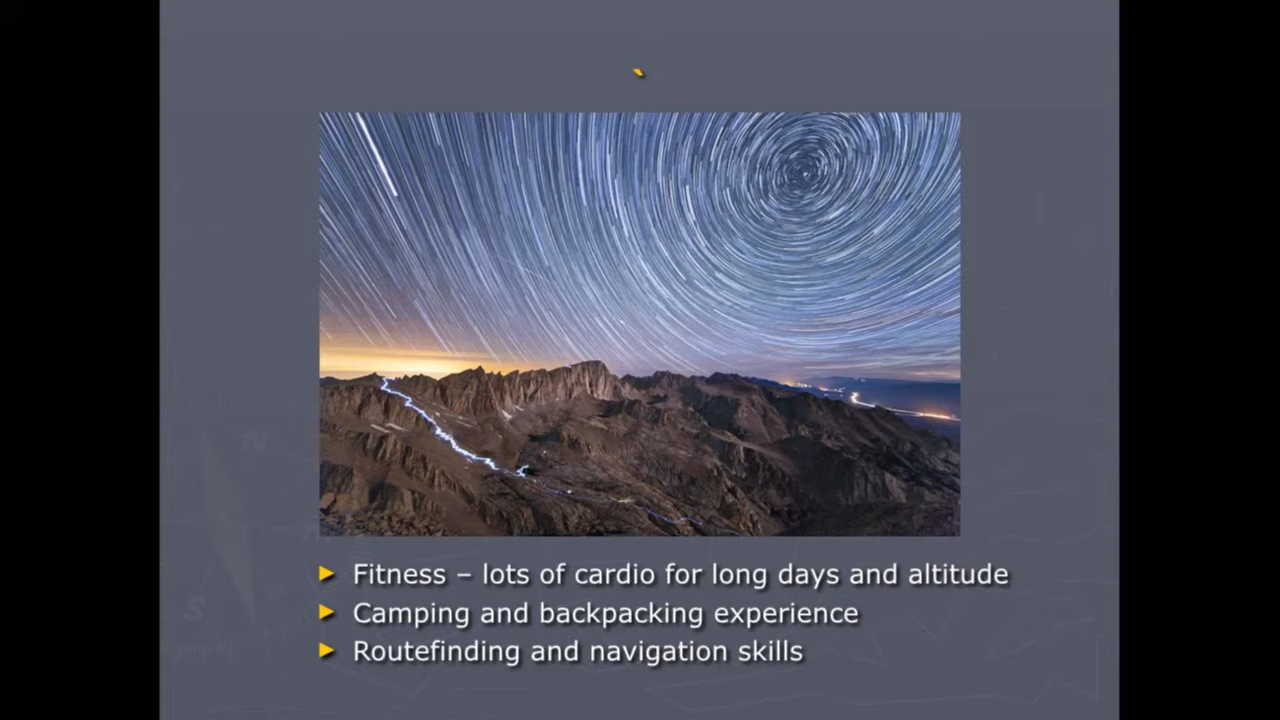 `
Fitness – lots of cardio for long days and altitude
Camping and backpacking experience
Routefinding and navigation skills